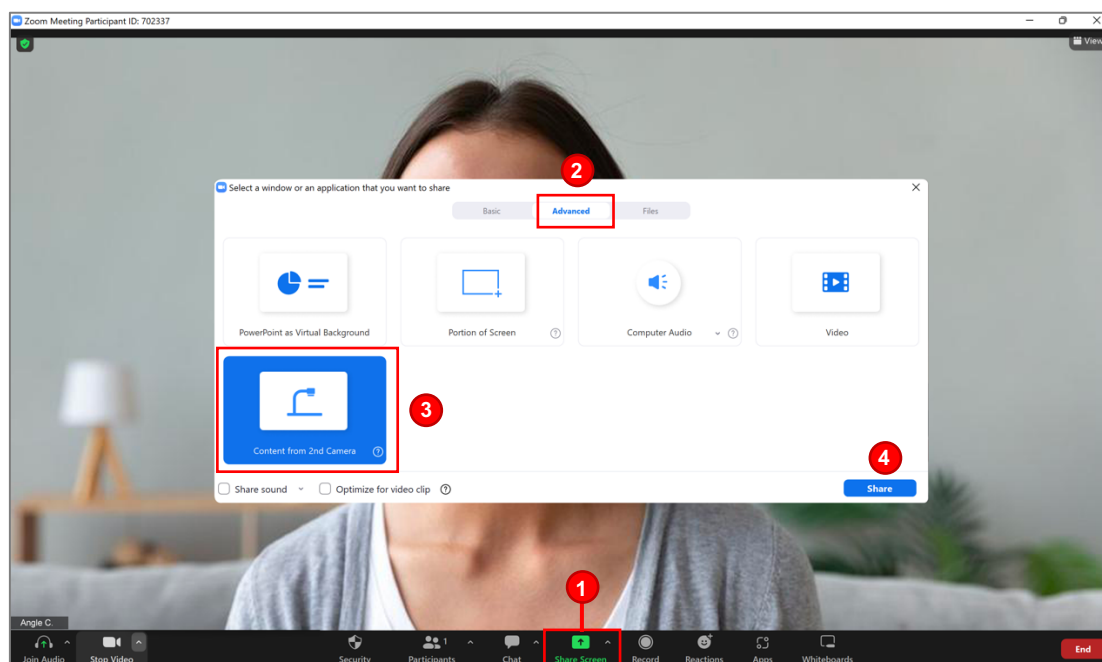 Zoom Meeting Participant ID: 702337
View
2
Select a window or an application that you want to share
Basic Advanced Files
PowerPoint as Virtual Background Portion of Screen Computer Audio Video
3
Content from 2nd Camera
4
Share sound Optimize for video clip Share
1
Angle C.
1
Join Audio Stop Video Security Participants Chat Share Screen Record Reactions Apps Whiteboards End